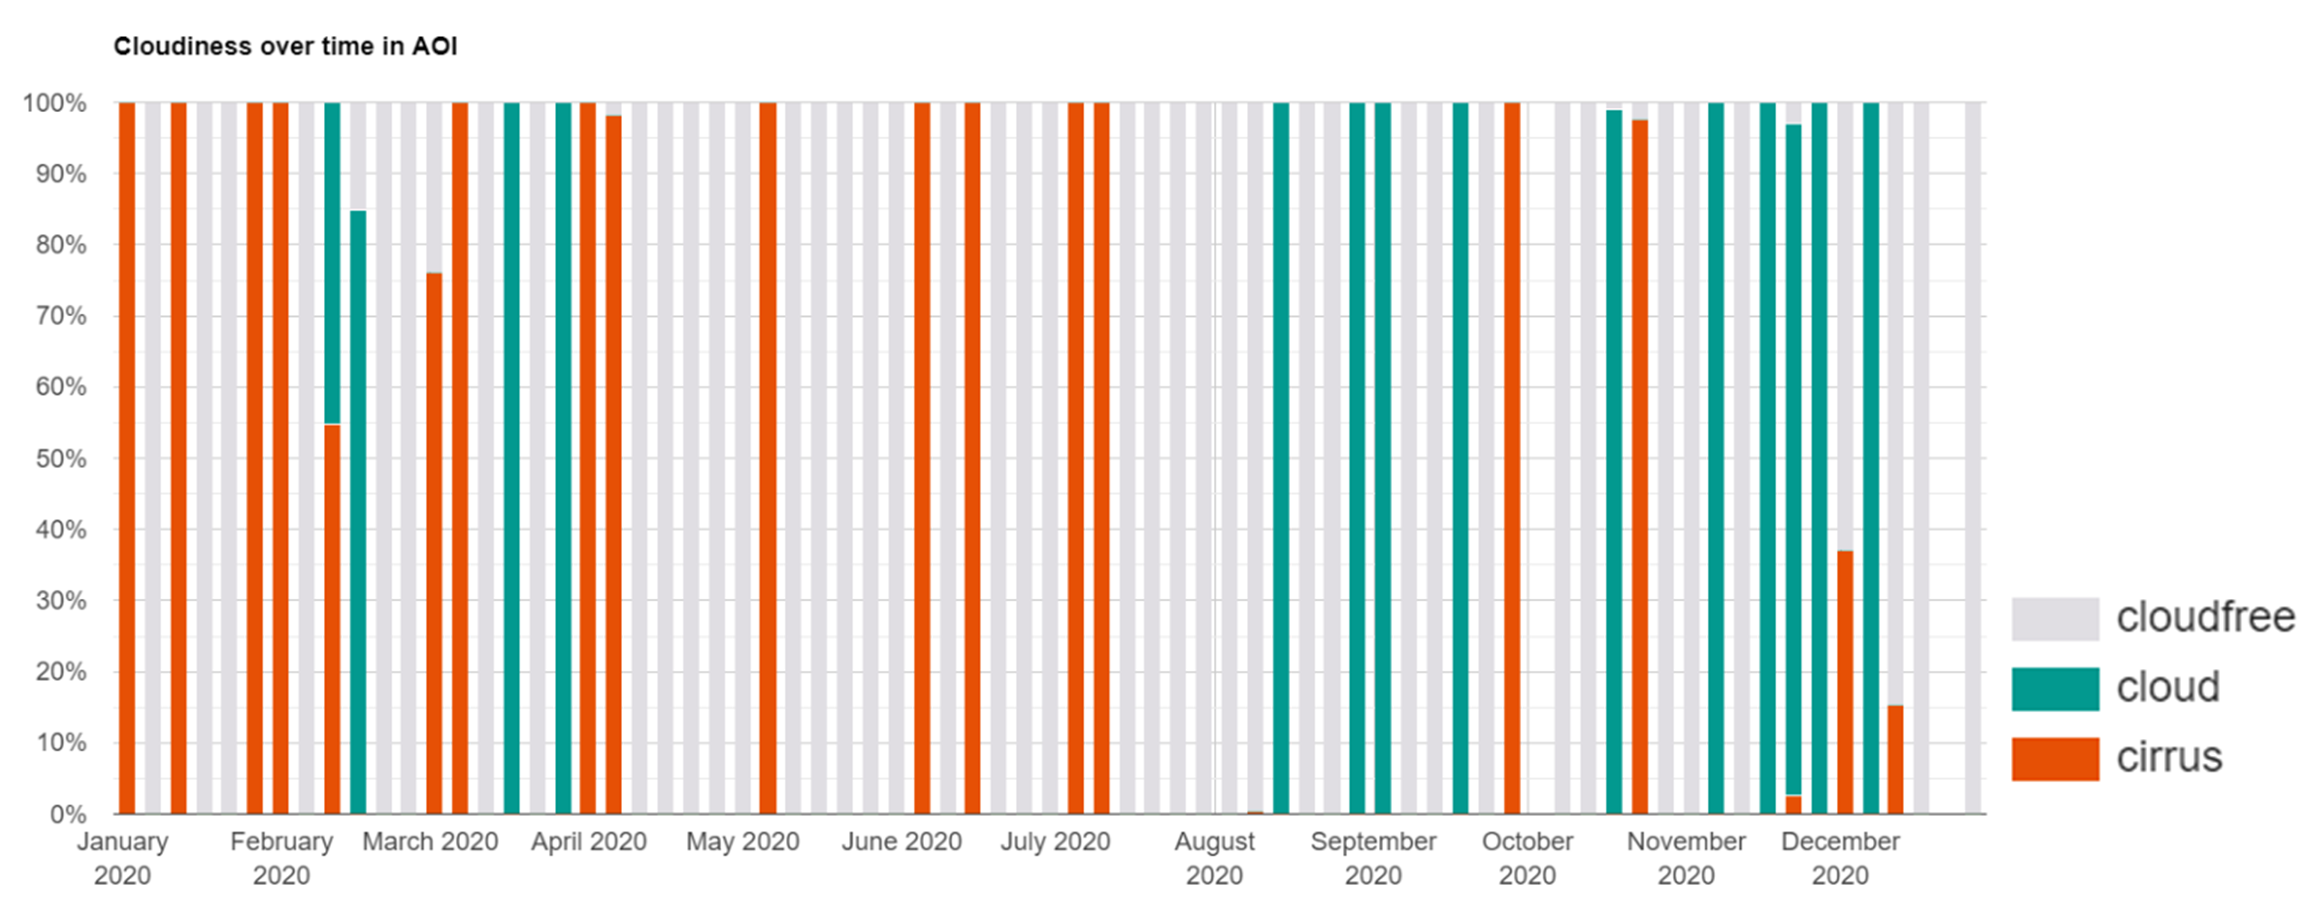 Cloudiness over time in AOI
100%
90%
80%
70%
60%
50%
40%
30%
20%
10%
0%
January
2020
February
2020
March 2020
April 2020
May 2020
June 2020
July 2020
August
2020
September
2020
October
2020
November
2020
December
2020
cloudfree
cloud
cirrus